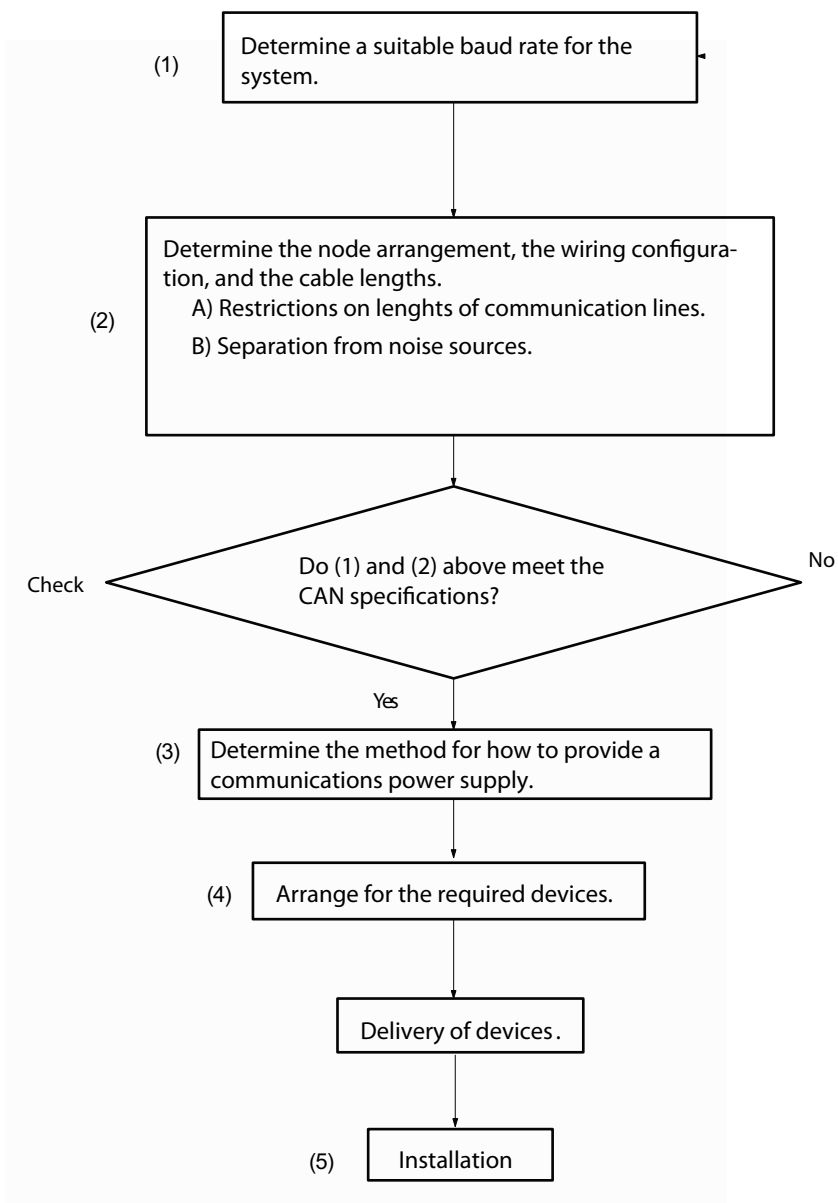 (1)
Determine a suitable baud rate for the
system.
(2)
Determine the node arrangement, the wiring configura-
tion, and the cable lengths.
A) Restrictions on lenghts of communication lines.
B) Separation from noise sources.
Check
Do (1) and (2) above meet the
CAN specifications?
No
Yes
(3)
Determine the method for how to provide a
communications power supply.
(4)
Arrange for the required devices.
Delivery of devices.
(5)
Installation